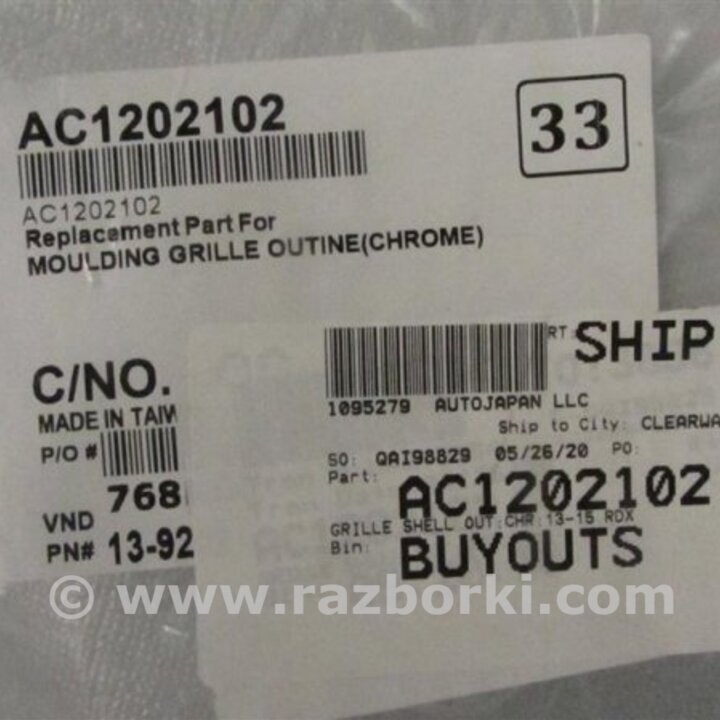 AC1202102
33
AC1202102
Replacement Part For
MOULDING GRILLE OUTINE(CHROME)
C/NO.
MADE IN TAIW
P/O #
VND 768
PN# 13-92
RT SHIP
1095279 AUTOJAPAN LLC
Ship to City: CLEARWA
SO: QAI98829 05/26/20 PO:
Part: AC1202102
GRILLE SHELL OUT;CHR;13-15 RDX
Bin: BUYOUTS
© www.razborki.com